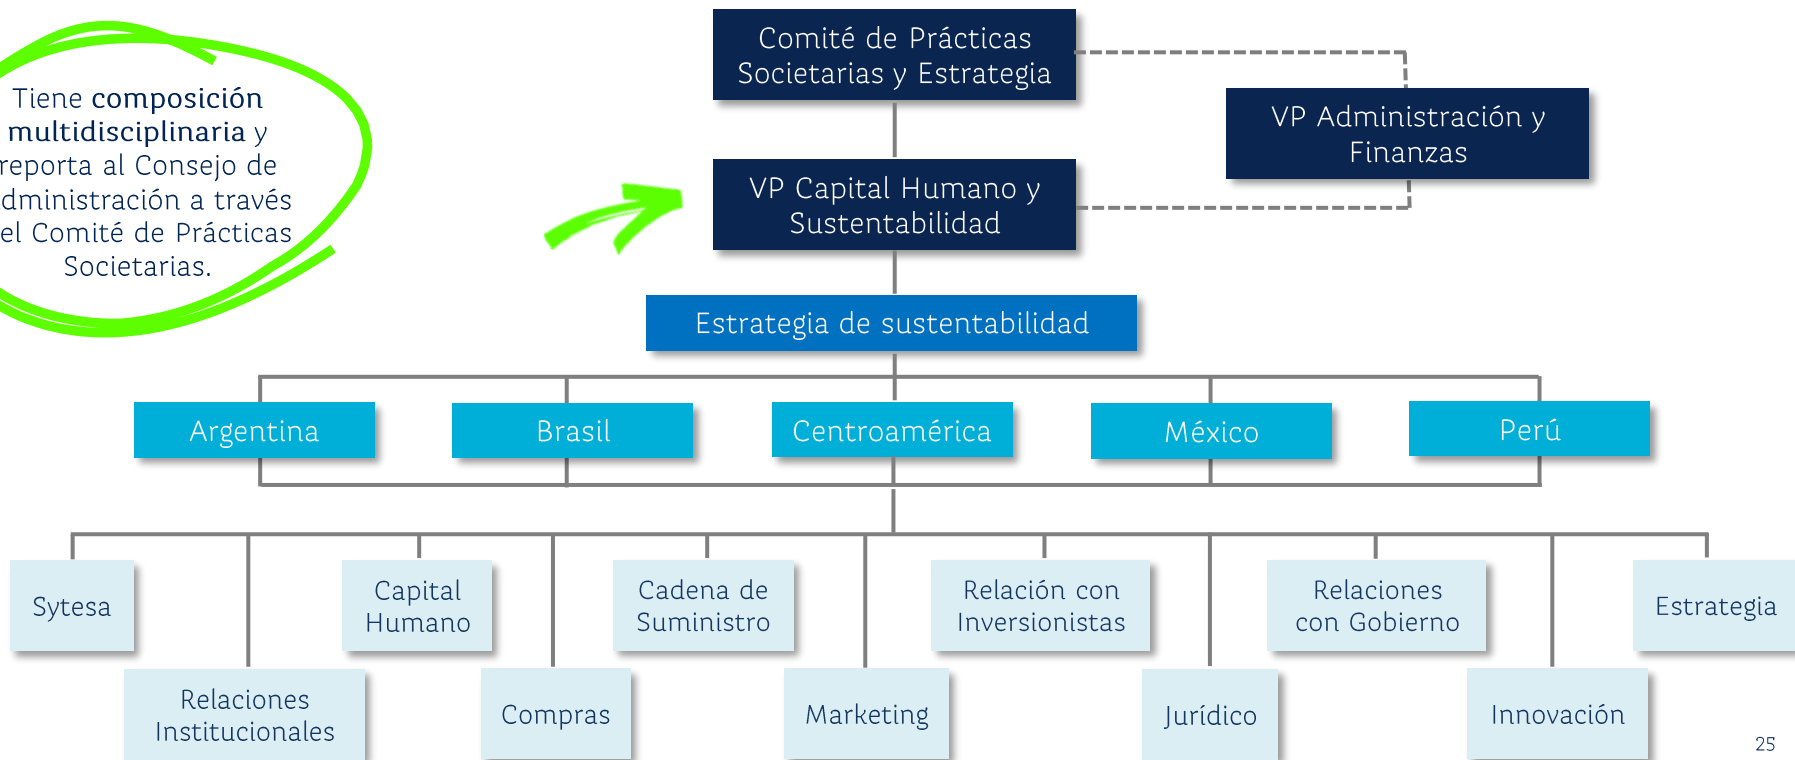 Tiene composición
multidisciplinaria y
reporta al Consejo de
dministración a través
el Comité de Prácticas
Societarias.
Comité de Prácticas
Societarias y Estrategia
VP Administración y
Finanzas
VP Capital Humano y
Sustentabilidad
Estrategia de sustentabilidad
Argentina
Brasil
Centroamérica
México
Perú
Sytesa
Relaciones
Institucionales
Capital
Humano
Compras
Cadena de
Suministro
Marketing
Relación con
Inversionistas
Jurídico
Relaciones
con Gobierno
Innovación
Estrategia
25